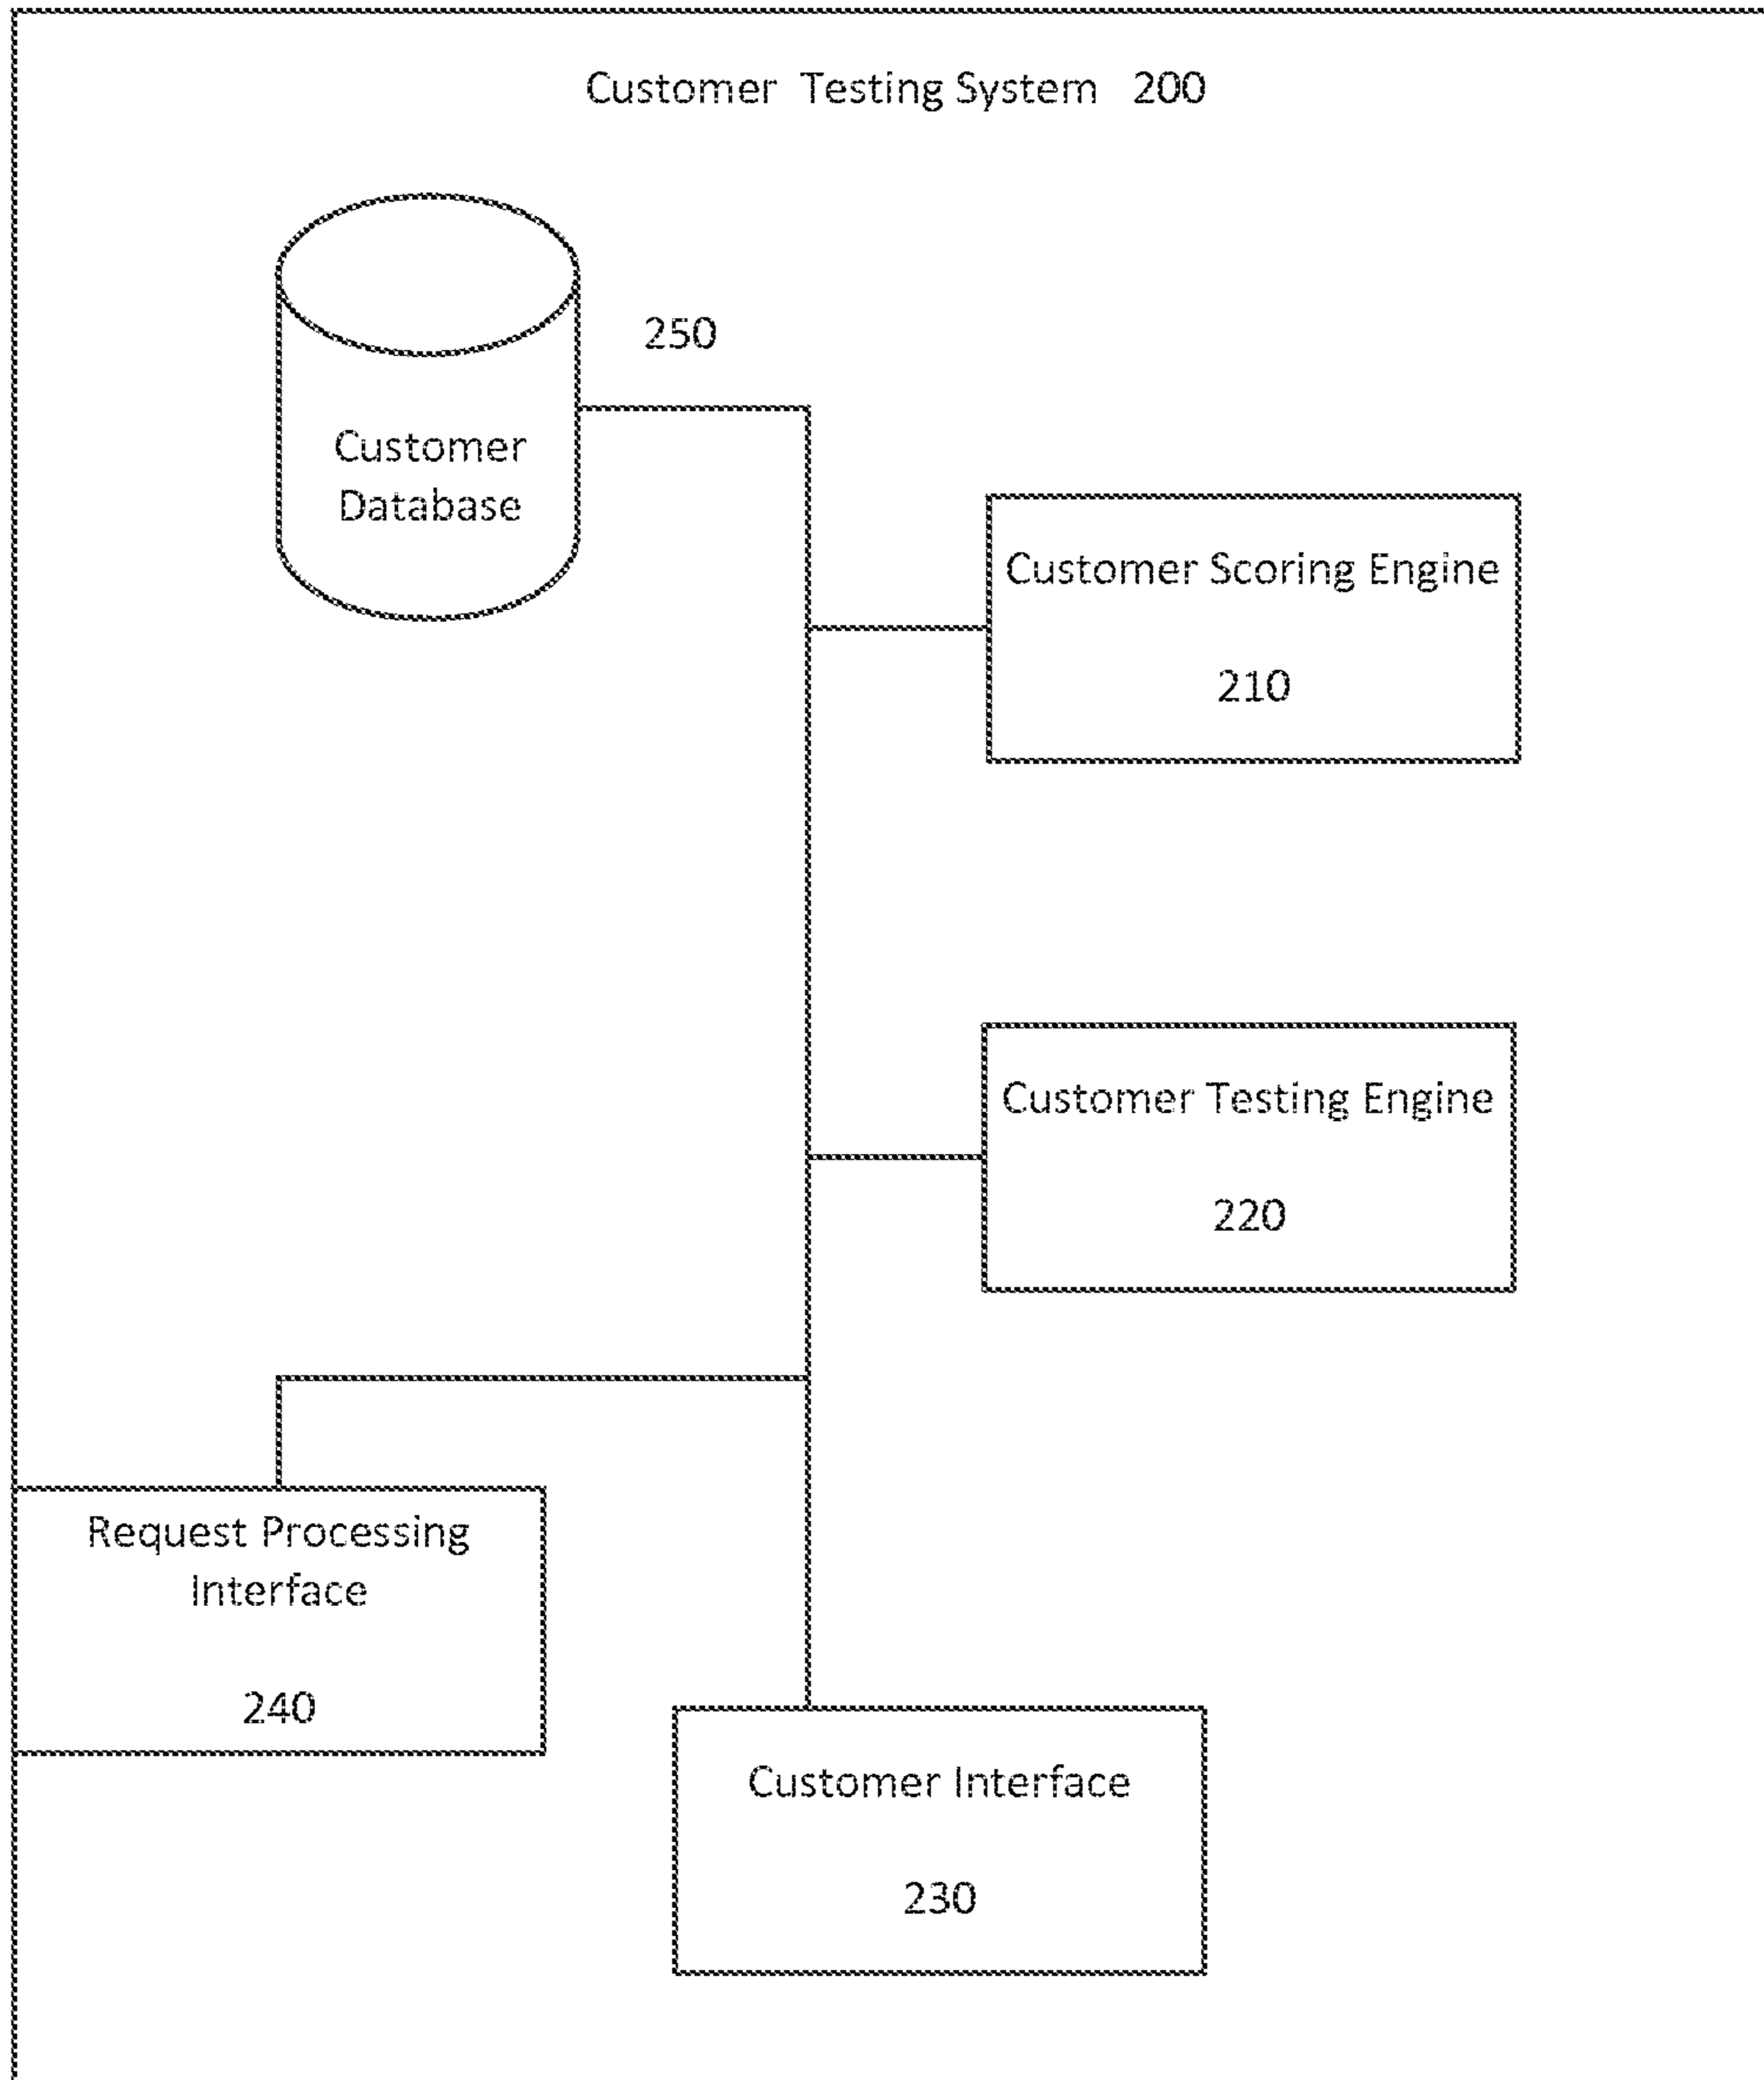 Customer Testing System 200
250
Customer
Database
Customer Scoring Engine
210
Customer Testing Engine
220
Request Processing
Interface
240
Customer Interface
230